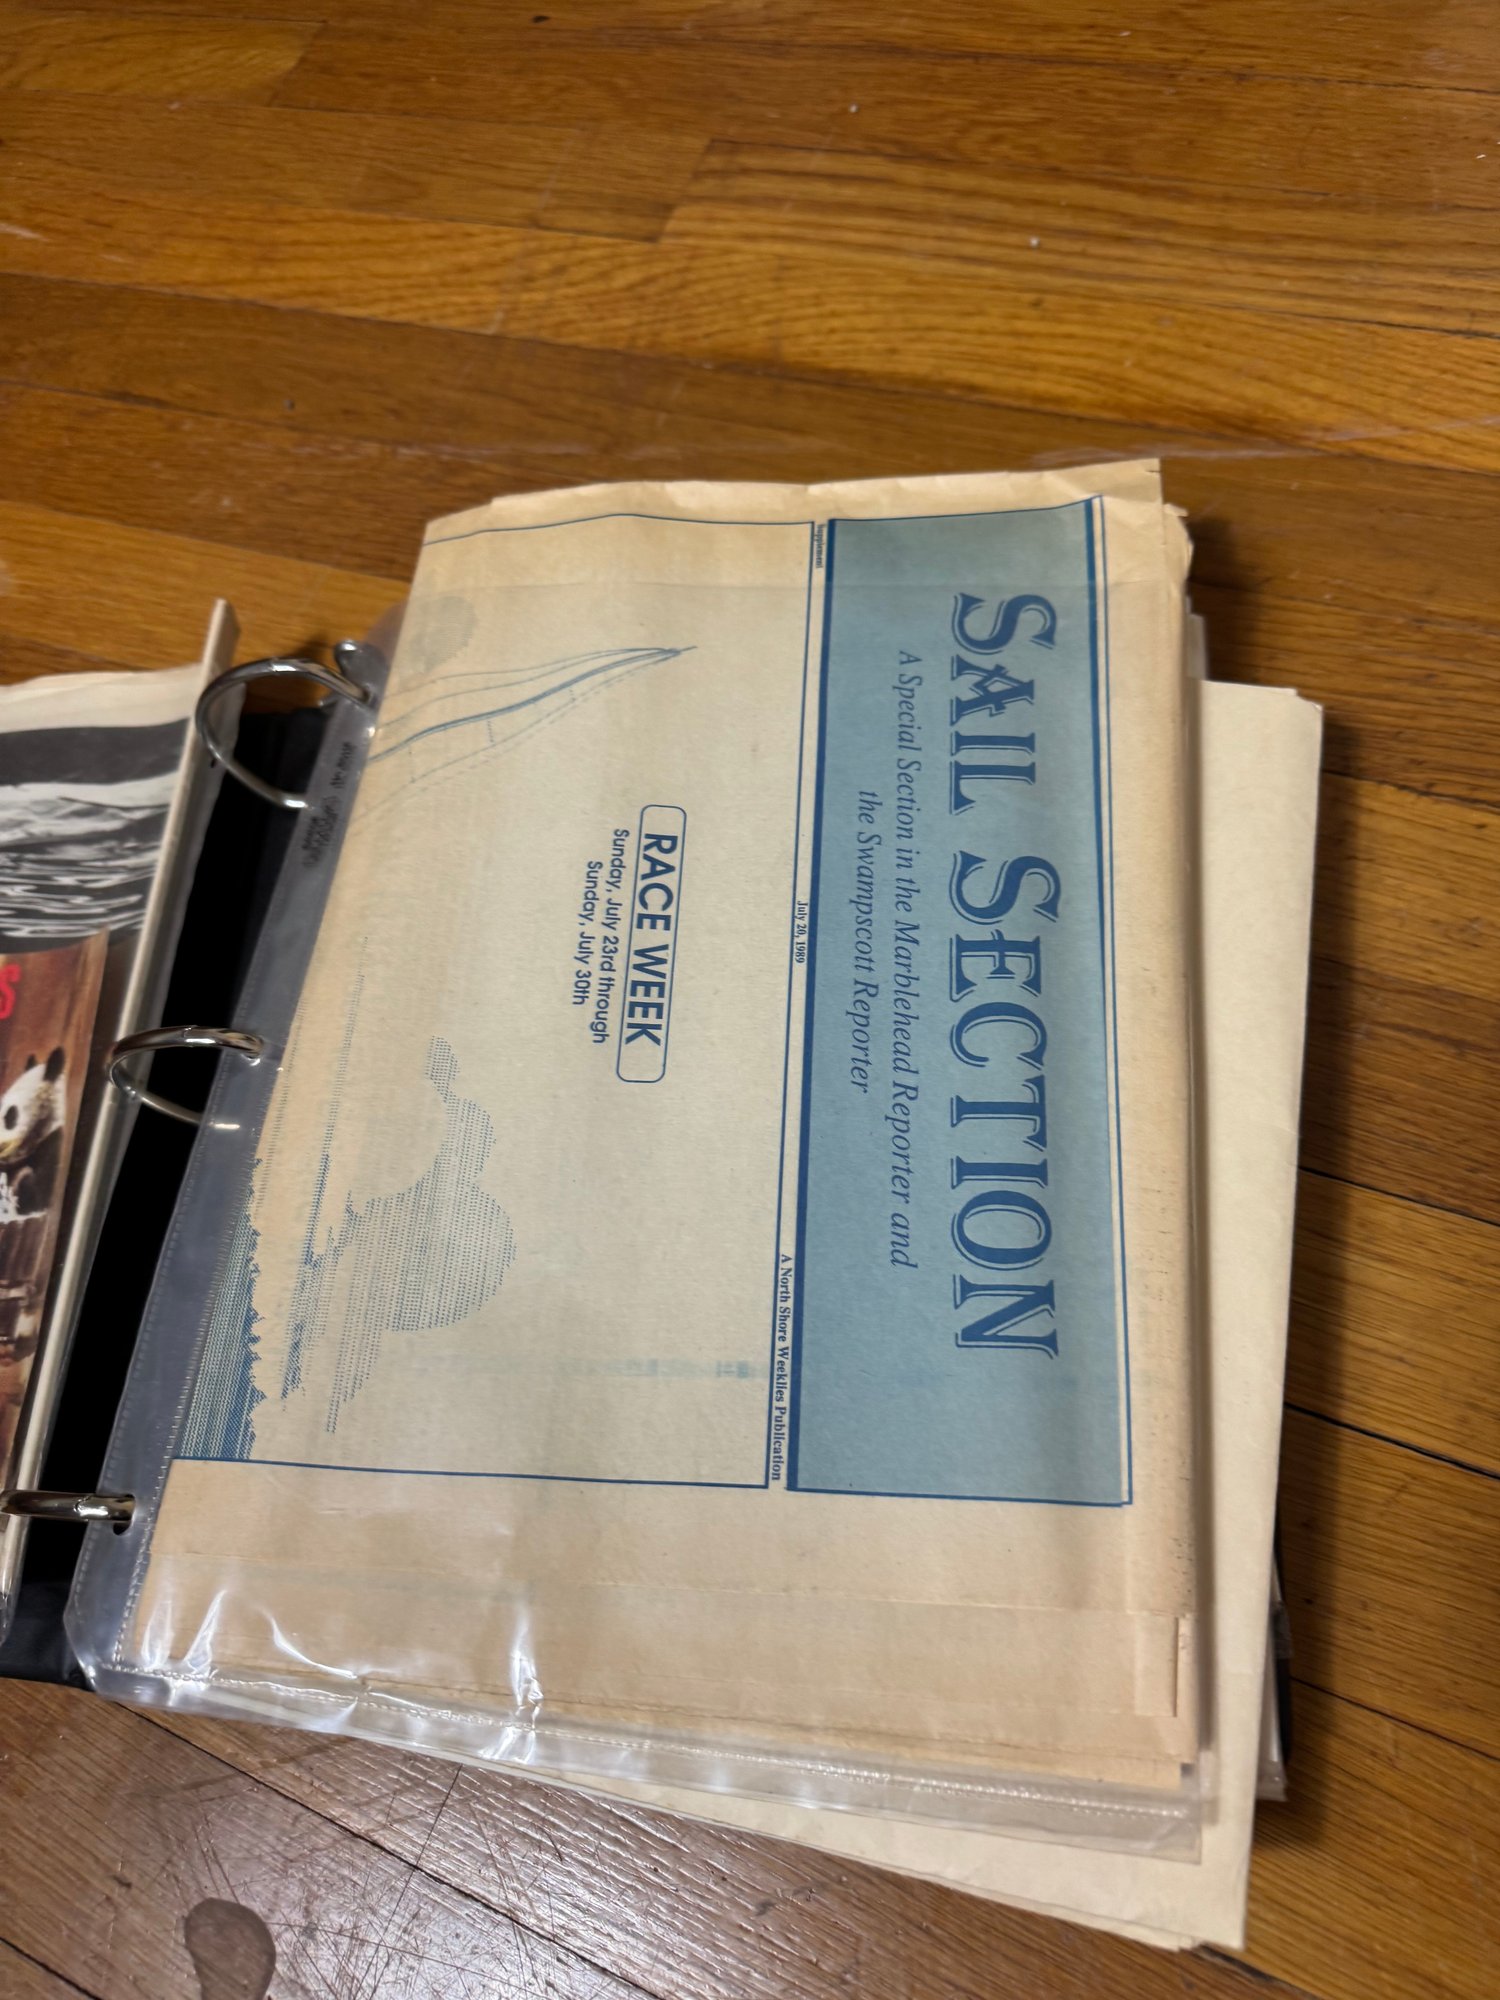 SAIL SECTION
A Special Section in the Marblehead Reporter and
the Swampscott Reporter
Supplement
July 20, 1989
A North Shore Weeklies Publication
RACE WEEK
Sunday, July 23rd through
Sunday, July 30th
S